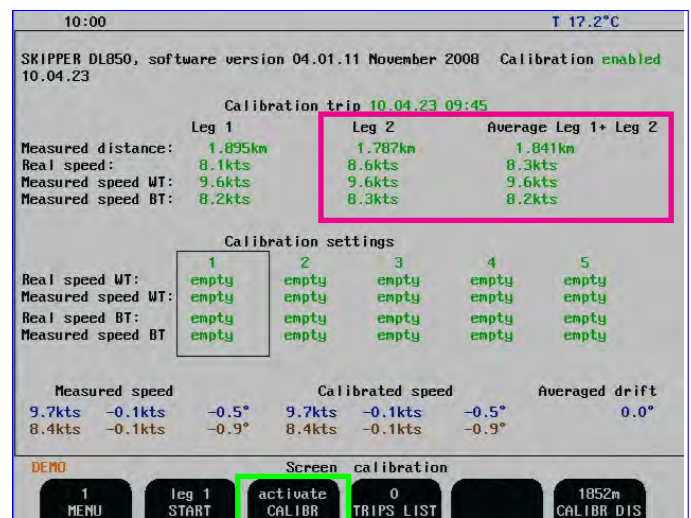 10:00 T 17.2°C
SKIPPER DL850, software version 04.01.11 November 2008 Calibration enabled
10.04.23
Calibration trip 10.04.23 09:45
Leg 1 Leg 2 Average Leg 1+ Leg 2
Measured distance: 1.895km 1.787km 1.841km
Real speed: 8.1kts 8.6kts 8.3kts
Measured speed WT: 9.6kts 9.6kts 9.6kts
Measured speed BT: 8.2kts 8.3kts 8.2kts
Calibration settings
1 2 3 4 5
Real speed WT: empty empty empty empty empty
Measured speed WT: empty empty empty empty empty
Real speed BT: empty empty empty empty empty
Measured speed BT empty empty empty empty empty
Measured speed Calibrated speed Averaged drift
9.7kts -0.1kts -0.5° 9.7kts -0.1kts -0.5° 0.0°
8.4kts -0.1kts -0.9° 8.4kts -0.1kts -0.9°
DEMO Screen calibration
1 leg 1 activate 0 1852m
MENU START CALIBR TRIPS LIST CALIBR DIS